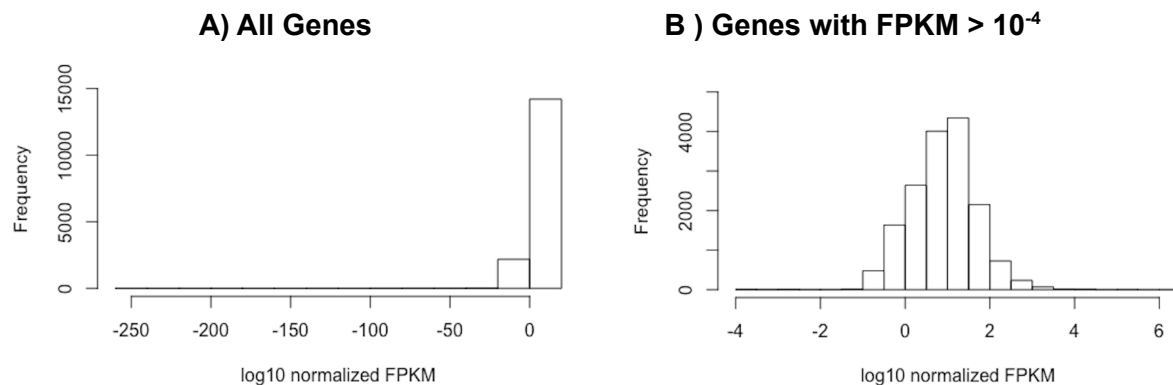 A) All Genes
B ) Genes with FPKM > 10-4
Frequency
15000
10000
5000
0
-250 -200 -150 -100 -50 0
log10 normalized FPKM
Frequency
4000
2000
0
-4 -2 0 2 4 6
log10 normalized FPKM